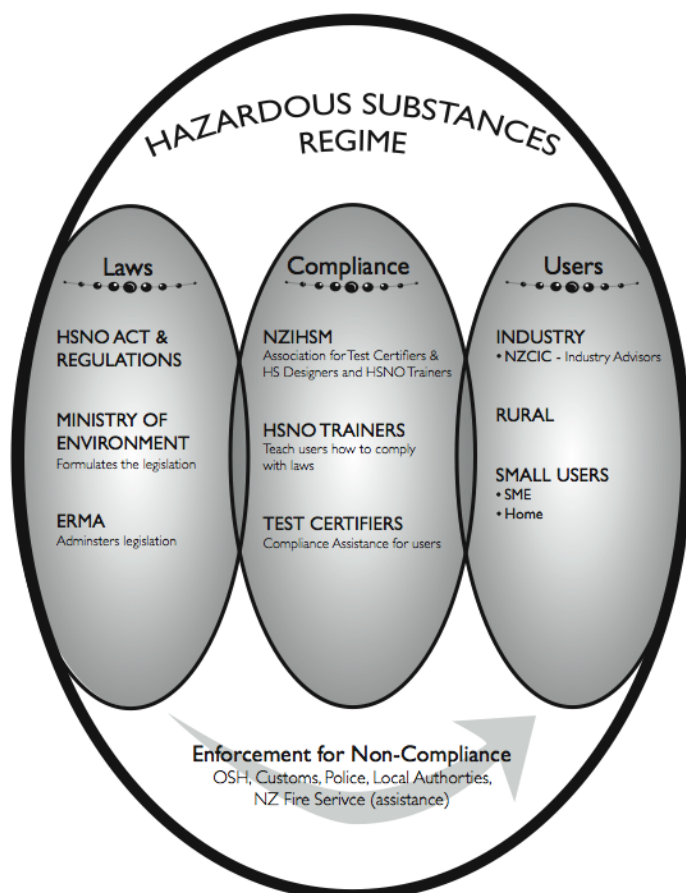 HAZARDOUS SUBSTANCES
REGIME
Laws
HSNO ACT &
REGULATIONS
MINISTRY OF
ENVIRONMENT
Formulates the legislation
ERMA
Adminsters legislation
Compliance
NZIHSM
Association for Test Certifiers &
HS Designers and HSNO Trainers
HSNO TRAINERS
Teach users how to comply
with laws
TEST CERTIFIERS
Compliance Assistance for users
Users
INDUSTRY
• NZCIC - Industry Advisors
RURAL
SMALL USERS
• SME
• Home
Enforcement for Non-Compliance
OSH, Customs, Police, Local Authorties,
NZ Fire Serivce (assistance)